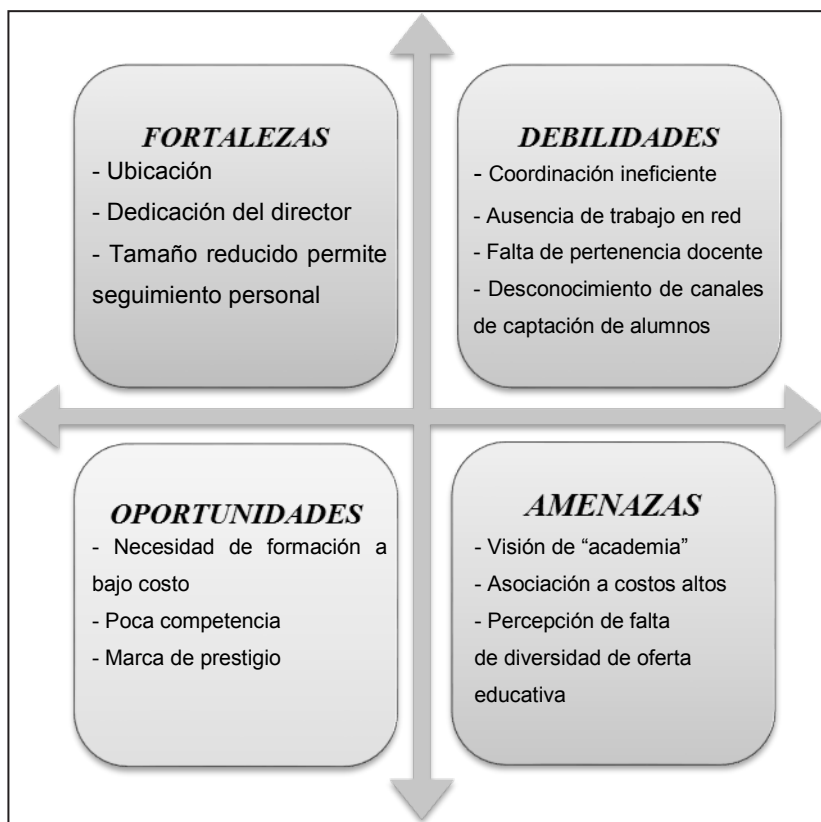 FORTALEZAS
- Ubicación
- Dedicación del director
- Tamaño reducido permite
seguimiento personal
DEBILIDADES
- Coordinación ineficiente
- Ausencia de trabajo en red
- Falta de pertenencia docente
- Desconocimiento de canales
de captación de alumnos
OPORTUNIDADES
- Necesidad de formación a
bajo costo
- Poca competencia
- Marca de prestigio
AMENAZAS
- Visión de “academia”
- Asociación a costos altos
- Percepción de falta
de diversidad de oferta
educativa